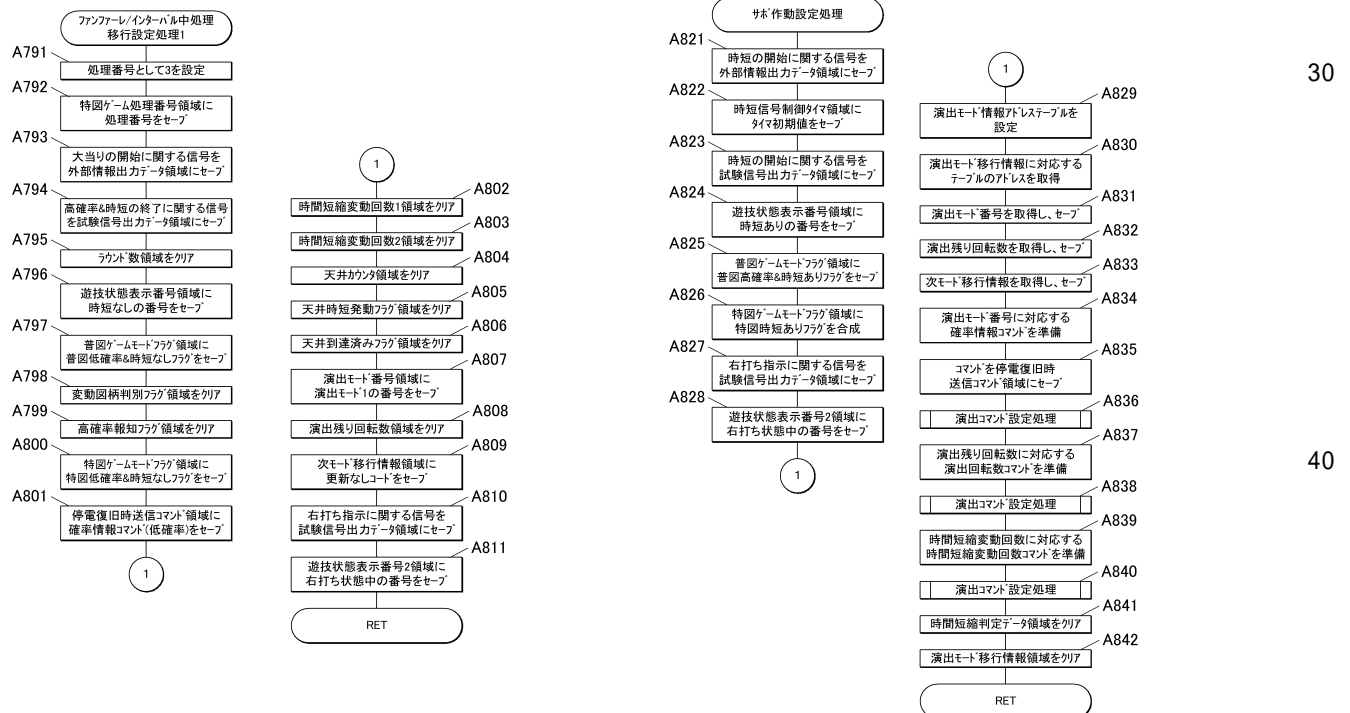 ファンファーレ/インターバル中処理
移行設定処理1
A791
処理番号として3を設定
A792
特図ゲーム処理番号領域に
処理番号をセーブ
A793
大当りの開始に関する信号を
外部情報出力データ領域にセーブ
A794
高確率&時短の終了に関する信号
を試験信号出力データ領域にセーブ
A795
ラウンド数領域をクリア
A796
遊技状態表示番号領域に
時短なしの番号をセーブ
A797
普図ゲームモードフラグ領域に
普図低確率&時短なしフラグをセーブ
A798
変動図柄判別フラグ領域をクリア
A799
高確率報知フラグ領域をクリア
A800
特図ゲームモードフラグ領域に
特図低確率&時短なしフラグをセーブ
A801
停電復旧時送信コマンド領域に
確率情報コマンド(低確率)をセーブ
1
1
A802
時間短縮変動回数1領域をクリア
A803
時間短縮変動回数2領域をクリア
A804
天井カウンタ領域をクリア
A805
天井時短発動フラグ領域をクリア
A806
天井到達済みフラグ領域をクリア
A807
演出モード番号領域に
演出モード1の番号をセーブ
A808
演出残り回転数領域をクリア
A809
次モード移行情報領域に
更新なしコードをセーブ
A810
右打ち指示に関する信号を
試験信号出力データ領域にセーブ
A811
遊技状態表示番号2領域に
右打ち状態中の番号をセーブ
RET
サポ作動設定処理
A821
時短の開始に関する信号を
外部情報出力データ領域にセーブ
A822
時短信号制御タイマ領域に
タイマ初期値をセーブ
A823
時短の開始に関する信号を
試験信号出力データ領域にセーブ
A824
遊技状態表示番号領域に
時短ありの番号をセーブ
A825
普図ゲームモードフラグ領域に
普図高確率&時短ありフラグをセーブ
A826
特図ゲームモードフラグ領域に
特図時短ありフラグを合成
A827
右打ち指示に関する信号を
試験信号出力データ領域にセーブ
A828
遊技状態表示番号2領域に
右打ち状態中の番号をセーブ
1
1
A829
演出モード情報アドレステーブルを
設定
A830
演出モード移行情報に対応する
テーブルのアドレスを取得
A831
演出モード番号を取得し、セーブ
A832
演出残り回転数を取得し、セーブ
A833
次モード移行情報を取得し、セーブ
A834
演出モード番号に対応する
確率情報コマンドを準備
A835
コマンドを停電復旧時
送信コマンド領域にセーブ
A836
演出コマンド設定処理
A837
演出残り回転数に対応する
演出回転数コマンドを準備
A838
演出コマンド設定処理
A839
時間短縮変動回数に対応する
時間短縮変動回数コマンドを準備
A840
演出コマンド設定処理
A841
時間短縮判定データ領域をクリア
A842
演出モード移行情報領域をクリア
RET
30
40